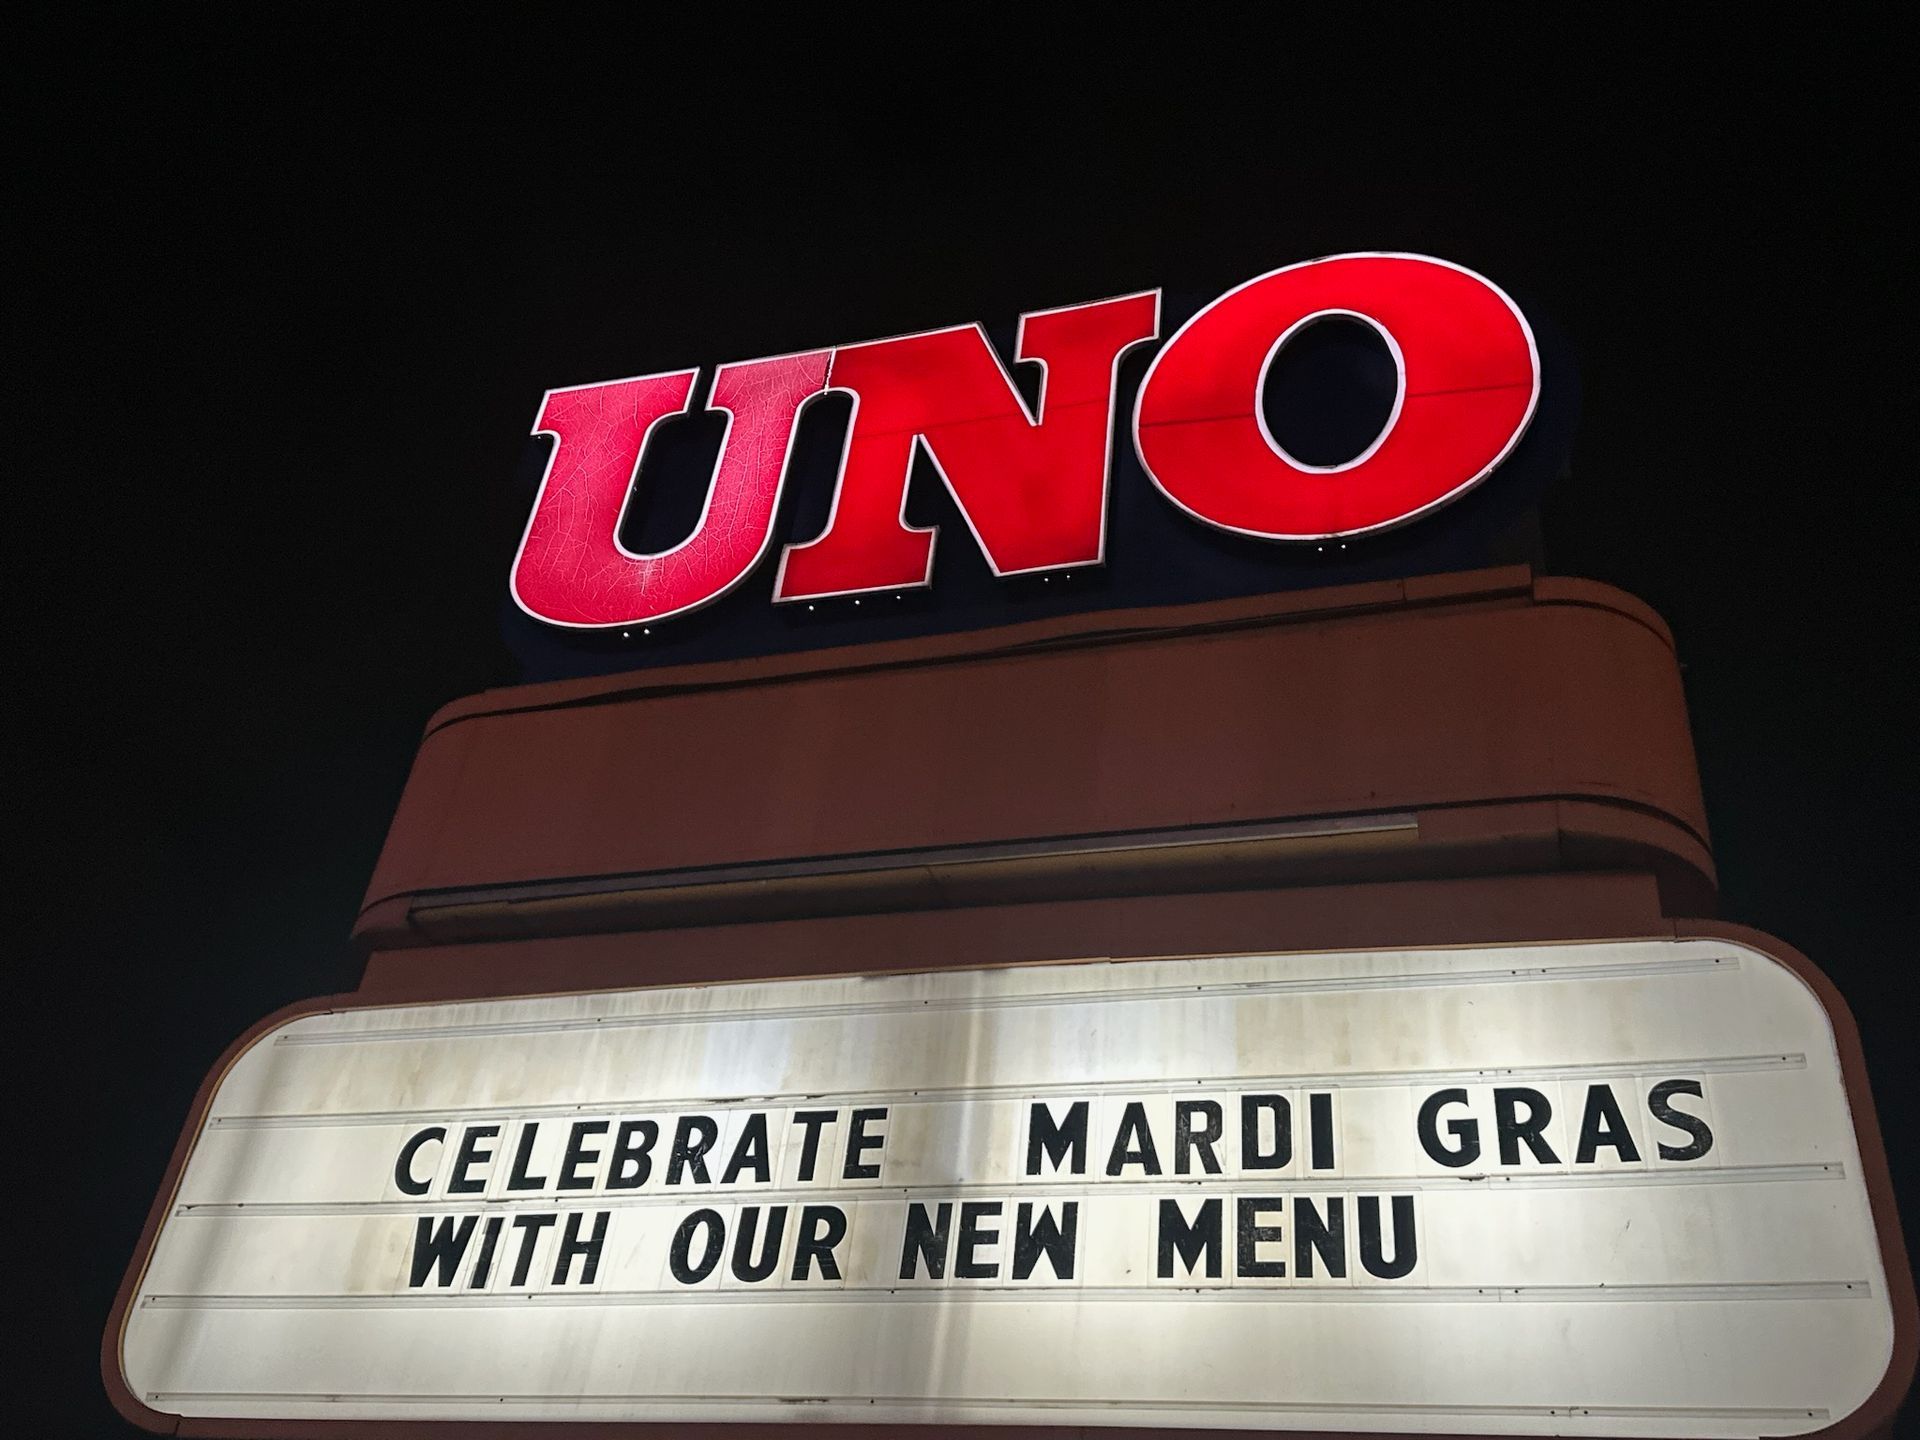 UNO
CELEBRATE MARDI GRAS
WITH OUR NEW MENU